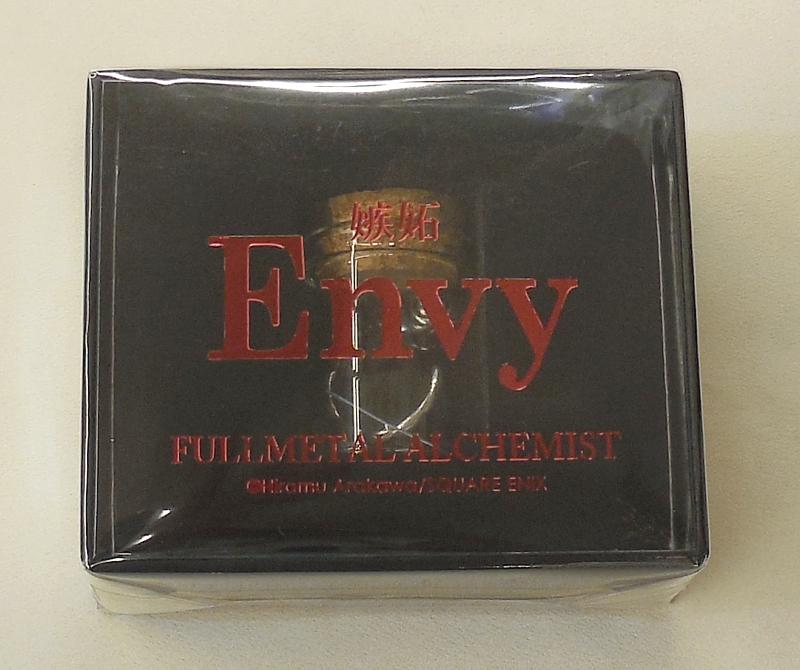 嫉妬
Envy
FULLMETAL ALCHEMIST
©Hiromu Arakawa/SQUARE ENIX